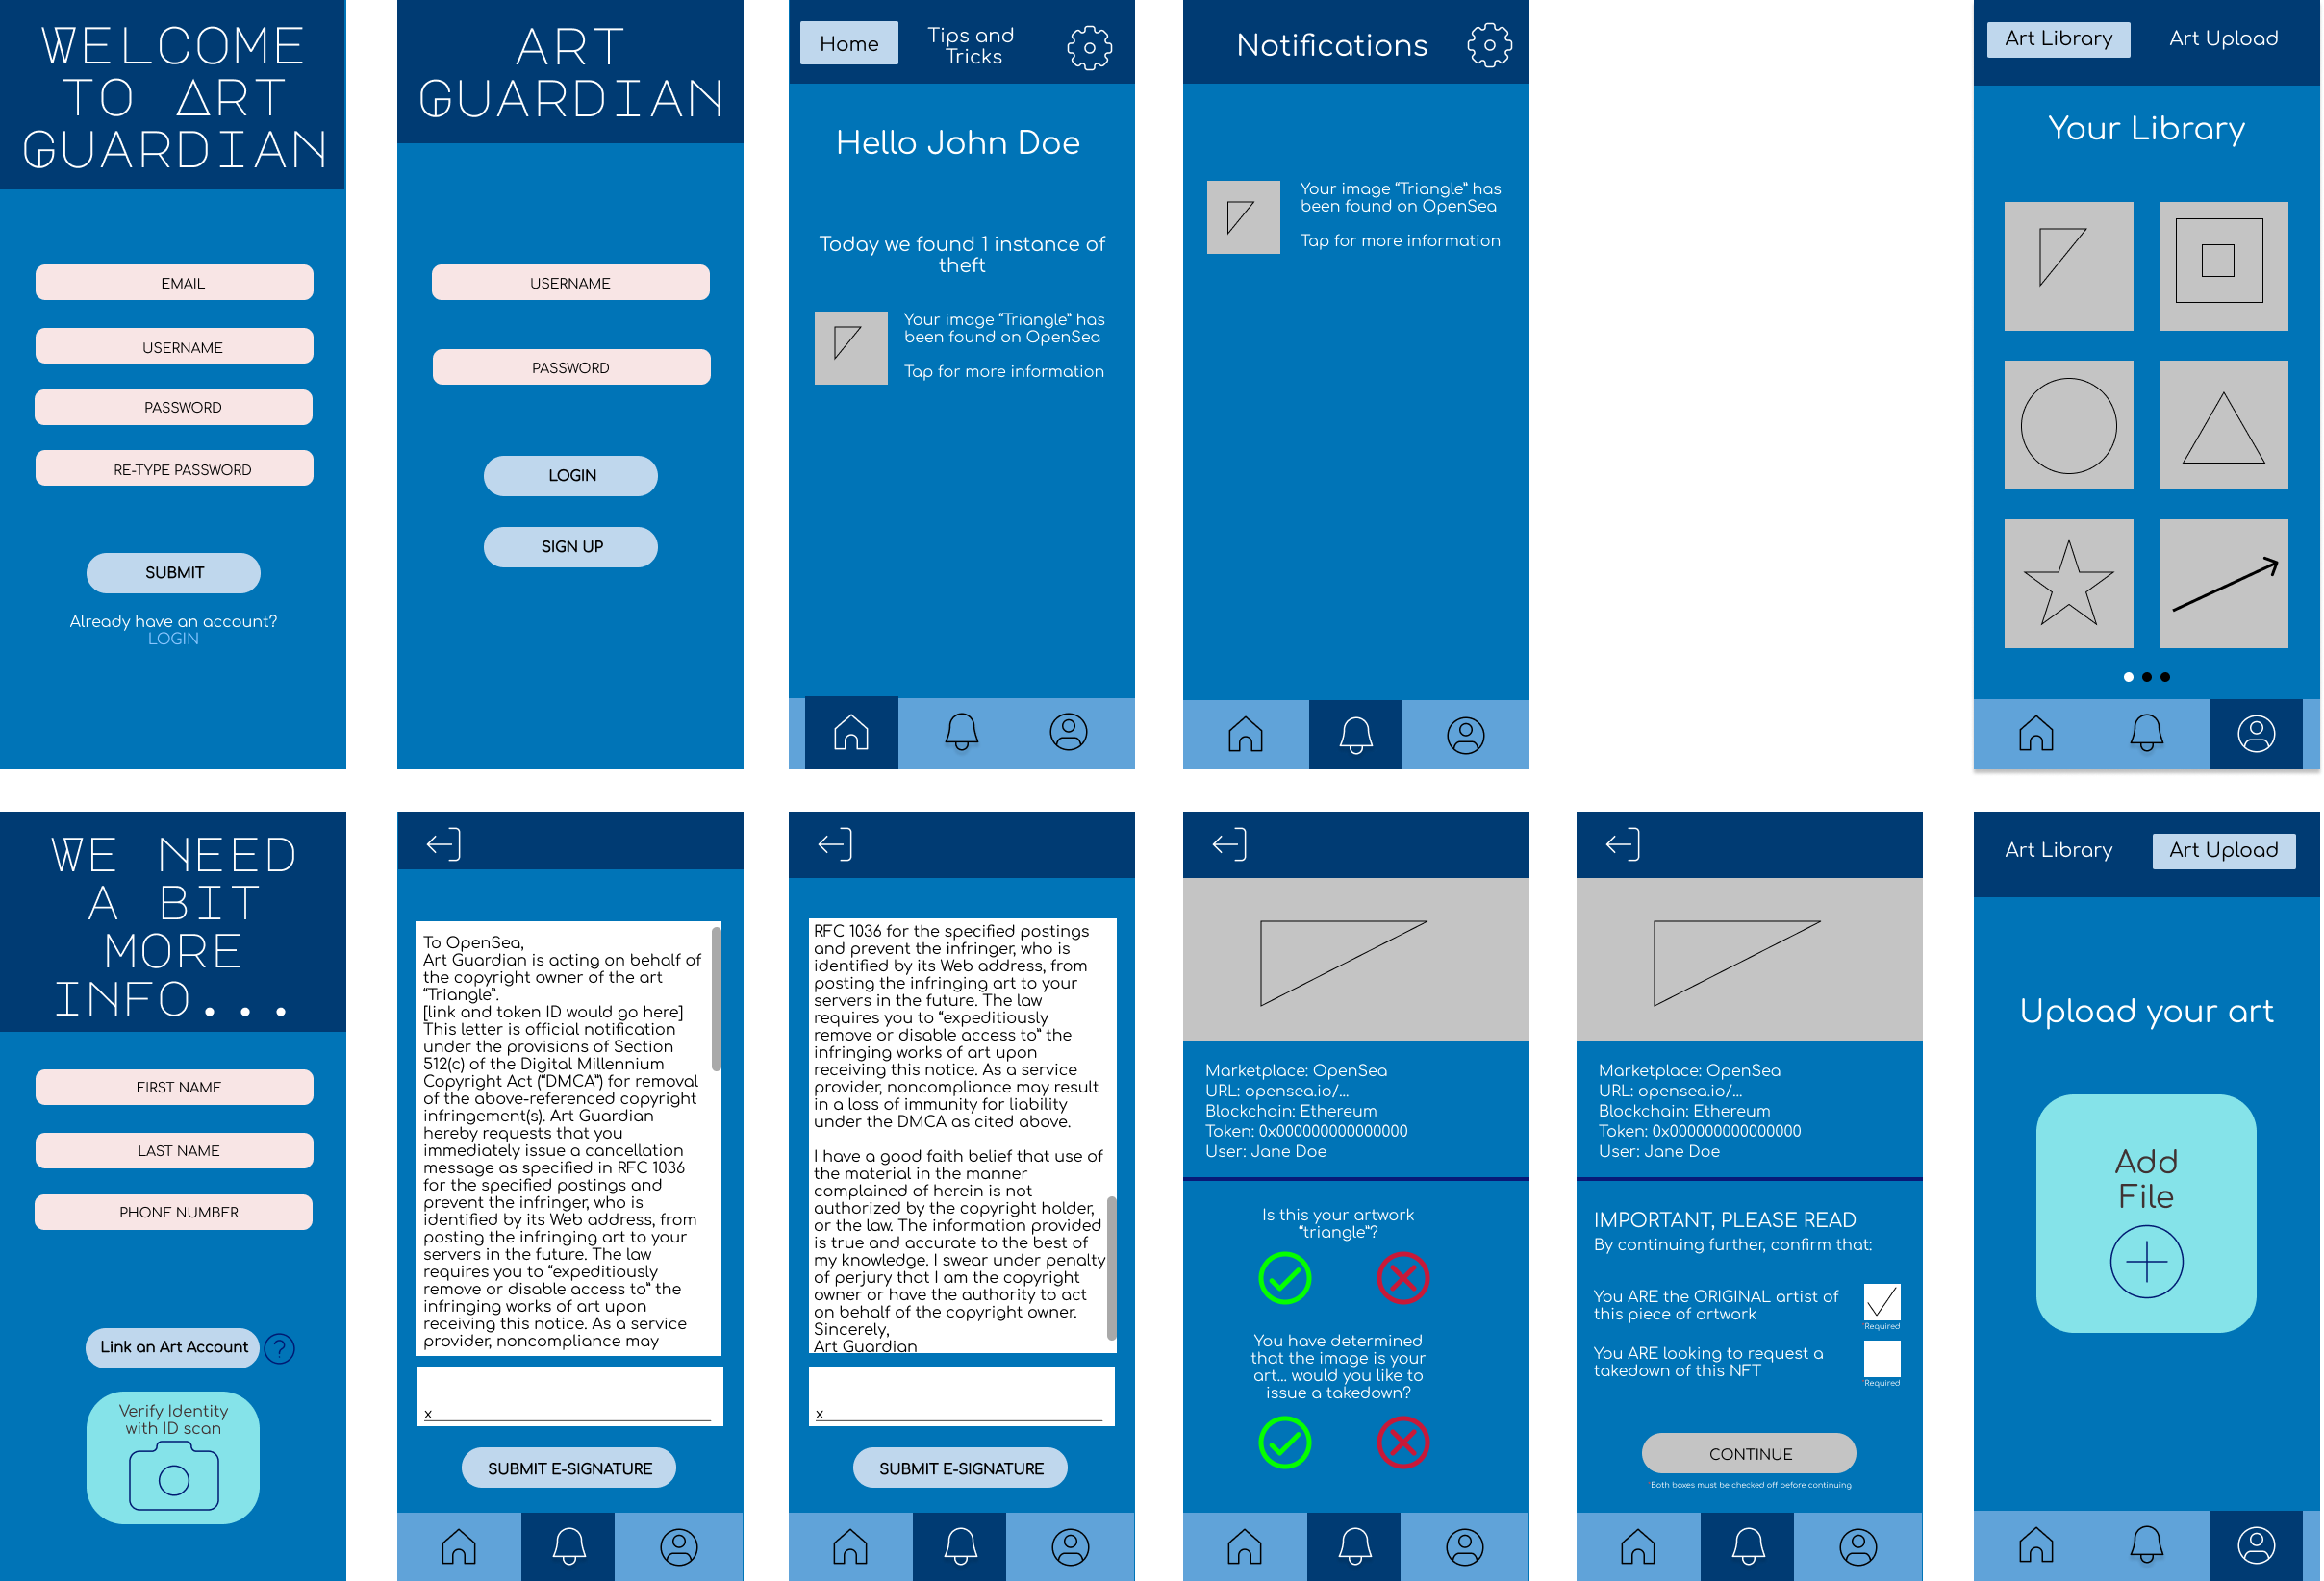 WELCOME
TO ART
GUARDIAN
EMAIL
USERNAME
PASSWORD
RE-TYPE PASSWORD
SUBMIT
Already have an account?
LOGIN
ART
GUARDIAN
USERNAME
PASSWORD
LOGIN
SIGN UP
Home
Tips and
Tricks
Hello John Doe
Today we found 1 instance of
theft
Your image “Triangle” has
been found on OpenSea
Tap for more information
Notifications
Your image “Triangle” has
been found on OpenSea
Tap for more information
Art Library
Art Upload
Your Library
WE NEED
A BIT
MORE
INFO...
FIRST NAME
LAST NAME
PHONE NUMBER
Link an Art Account
?
Verify Identity
with ID scan
To OpenSea,
Art Guardian is acting on behalf of
the copyright owner of the art
“Triangle”.
[link and token ID would go here]
This letter is official notification
under the provisions of Section
512(c) of the Digital Millennium
Copyright Act (“DMCA”) for removal
of the above-referenced copyright
infringement(s). Art Guardian
hereby requests that you
immediately issue a cancellation
message as specified in RFC 1036
for the specified postings and
prevent the infringer, who is
identified by its Web address, from
posting the infringing art to your
servers in the future. The law
requires you to “expeditiously
remove or disable access to” the
infringing works of art upon
receiving this notice. As a service
provider, noncompliance may
x
SUBMIT E-SIGNATURE
RFC 1036 for the specified postings
and prevent the infringer, who is
identified by its Web address, from
posting the infringing art to your
servers in the future. The law
requires you to “expeditiously
remove or disable access to” the
infringing works of art upon
receiving this notice. As a service
provider, noncompliance may result
in a loss of immunity for liability
under the DMCA as cited above.
I have a good faith belief that use of
the material in the manner
complained of herein is not
authorized by the copyright holder,
or the law. The information provided
is true and accurate to the best of
my knowledge. I swear under penalty
of perjury that I am the copyright
owner or have the authority to act
on behalf of the copyright owner.
Sincerely,
Art Guardian
x
SUBMIT E-SIGNATURE
Marketplace: OpenSea
URL: opensea.io/...
Blockchain: Ethereum
Token: 0x000000000000000
User: Jane Doe
Is this your artwork
“triangle”?
You have determined
that the image is your
art... would you like to
issue a takedown?
Marketplace: OpenSea
URL: opensea.io/...
Blockchain: Ethereum
Token: 0x000000000000000
User: Jane Doe
IMPORTANT, PLEASE READ
By continuing further, confirm that:
You ARE the ORIGINAL artist of
this piece of artwork
Required
You ARE looking to request a
takedown of this NFT
Required
CONTINUE
Both boxes must be checked off before continuing
Art Library
Art Upload
Upload your art
Add
File